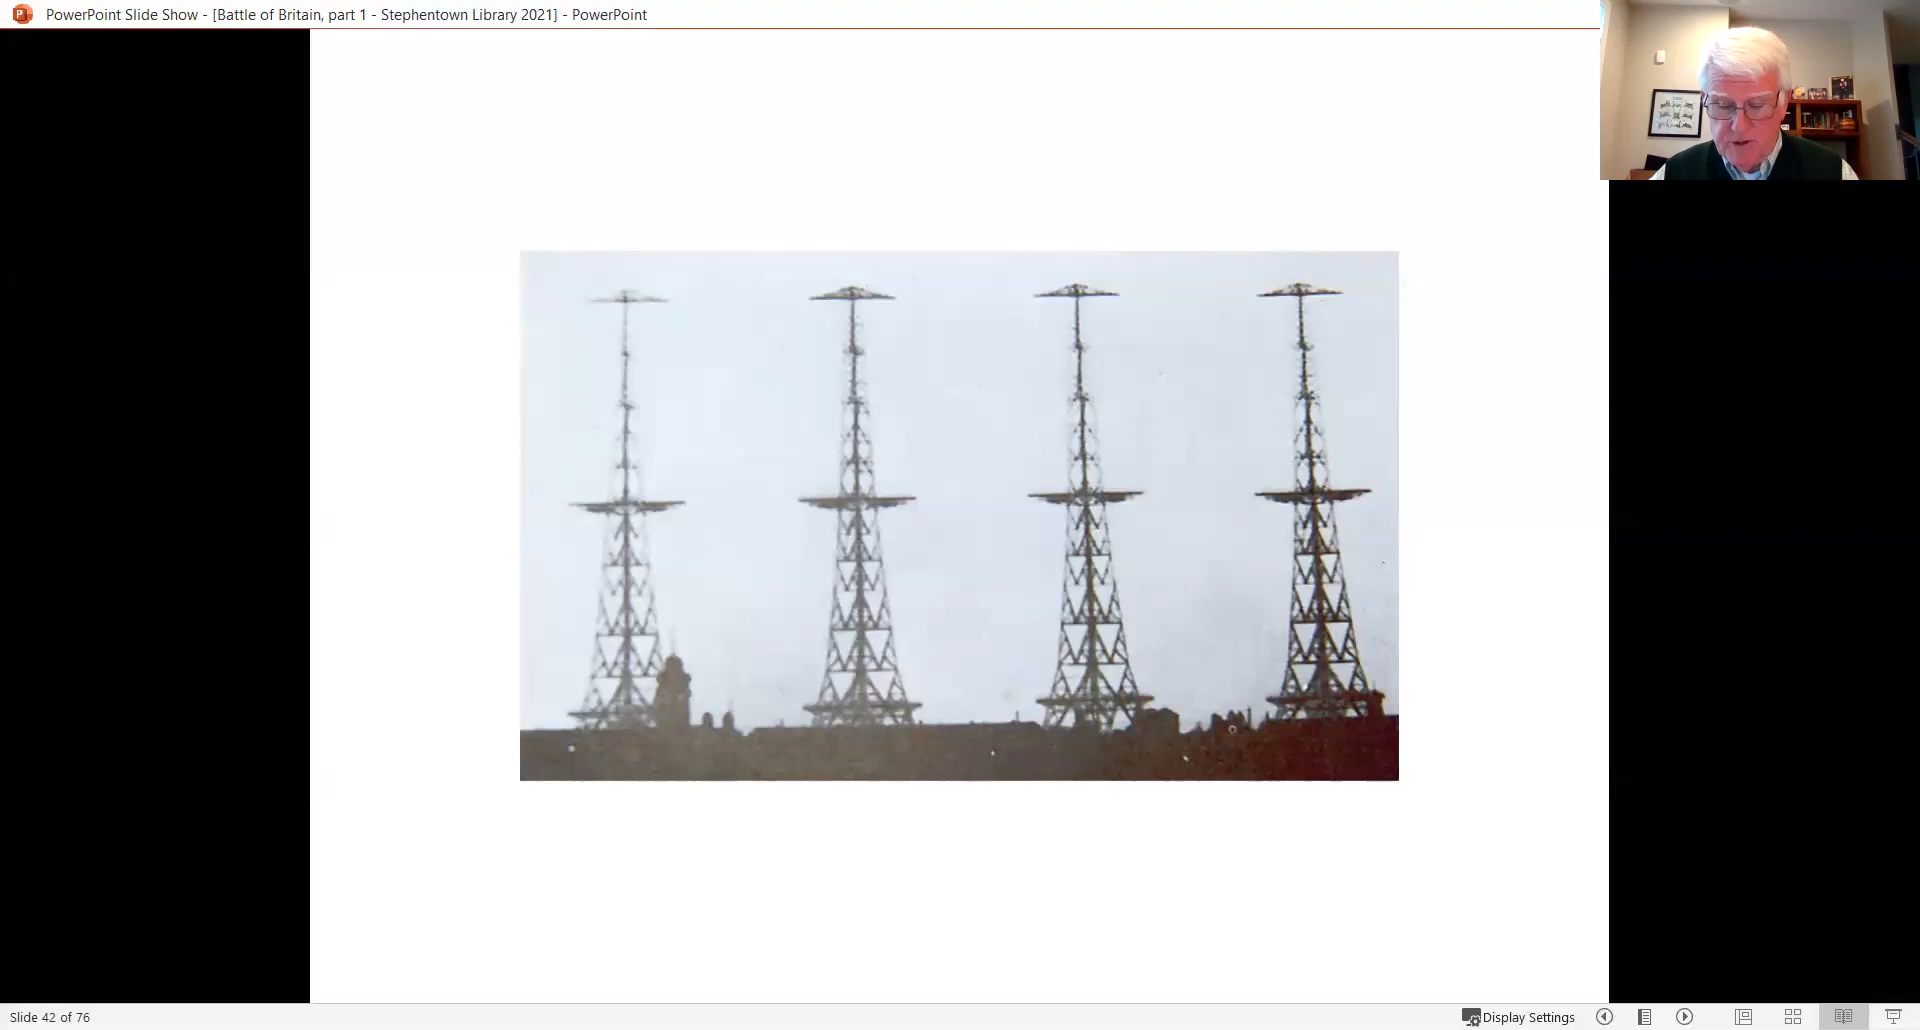 PowerPoint Slide Show - [Battle of Britain, part 1 - Stephentown Library 2021] - PowerPoint
Slide 42 of 76
Display Settings